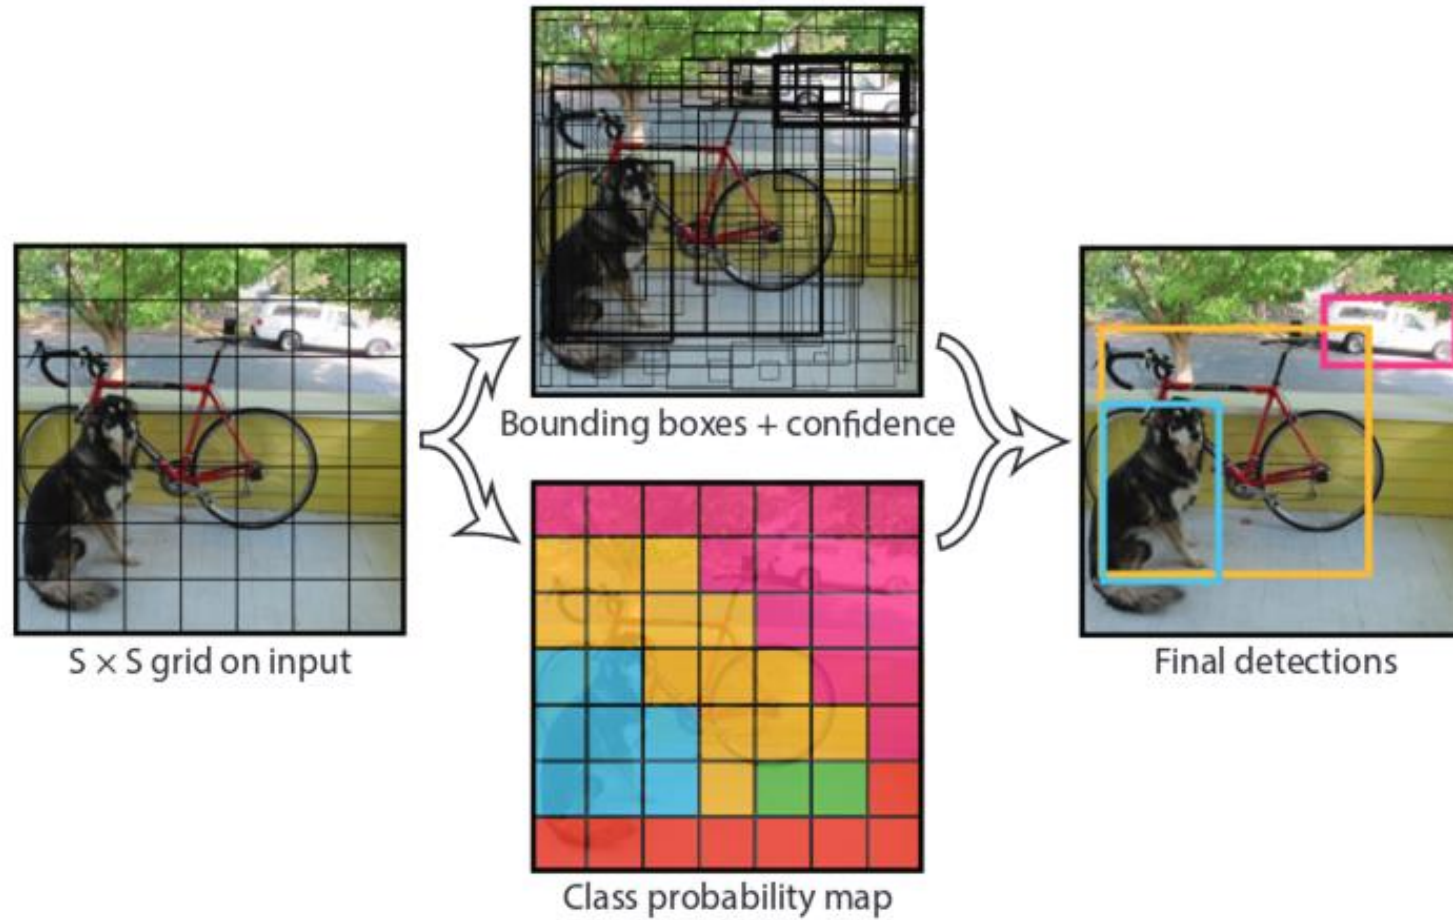 Bounding boxes + confidence
S × S grid on input
Final detections
Class probability map